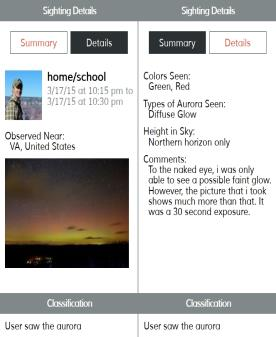 Sighting Details
Summary
Details
home/school
3/17/15 at 10:15 pm to
3/17/15 at 10:30 pm
Observed Near:
VA, United States
Classification
User saw the aurora
Sighting Details
Summary
Details
Colors Seen:
Green, Red
Types of Aurora Seen:
Diffuse Glow
Height in Sky:
Northern horizon only
Comments:
To the naked eye, i was only
able to see a possible faint glow.
However, the picture that i took
shows much more than that. It
was a 30 second exposure.
Classification
User saw the aurora